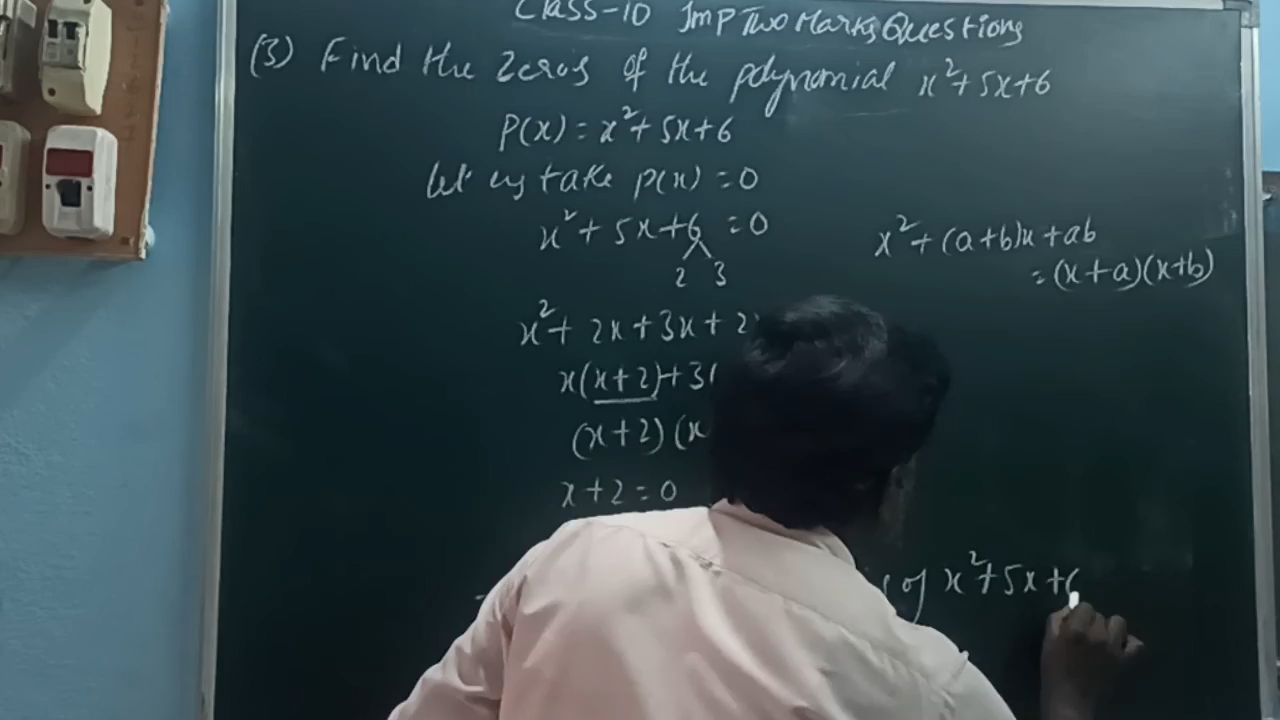 Class-10 Imp Two Marks Questions
(3) Find the zeros of the polynomial x²+5x+6
P(x)=x²+5x+6
Let us take p(x)=0
x²+5x+6=0
2 3
x²+(a+b)x+ab
=(x+a)(x+b)
x²+2x+3x+2
x(x+2)+3(
(x+2)(x
x+2=0
of x²+5x+6